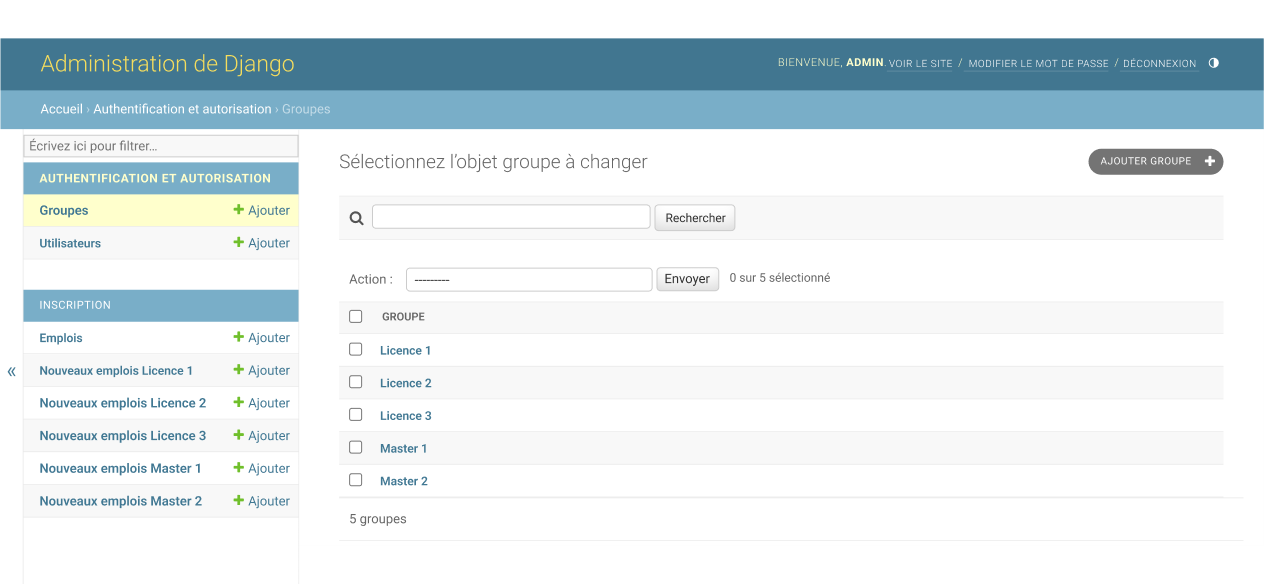 Administration de Django
BIENVENUE, ADMIN. VOIR LE SITE / MODIFIER LE MOT DE PASSE / DÉCONNEXION
Accueil › Authentification et autorisation › Groupes
Écrivez ici pour filtrer…
AUTHENTIFICATION ET AUTORISATION
Groupes + Ajouter
Utilisateurs + Ajouter
INSCRIPTION
Emplois + Ajouter
Nouveaux emplois Licence 1 + Ajouter
Nouveaux emplois Licence 2 + Ajouter
Nouveaux emplois Licence 3 + Ajouter
Nouveaux emplois Master 1 + Ajouter
Nouveaux emplois Master 2 + Ajouter
«
Sélectionnez l’objet groupe à changer
AJOUTER GROUPE +
Rechercher
Action : --------- Envoyer 0 sur 5 sélectionné
GROUPE
Licence 1
Licence 2
Licence 3
Master 1
Master 2
5 groupes